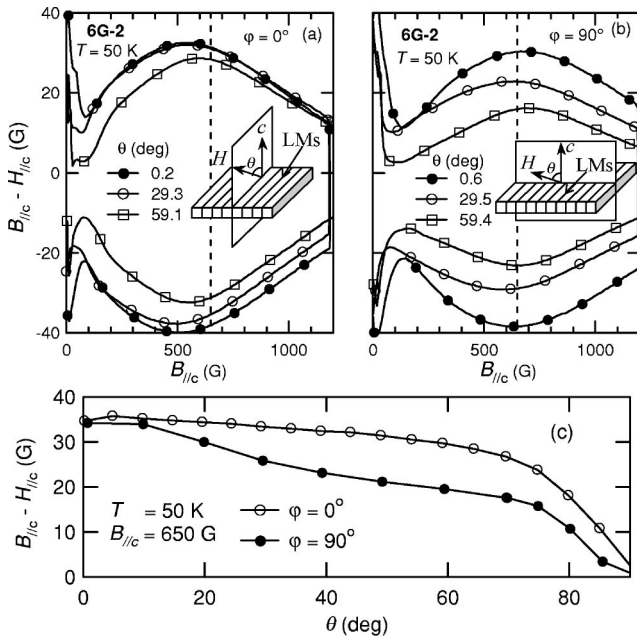 6G-2
T = 50 K
φ = 0° (a)
B//c - H//c (G)
40
20
0
-20
-40
θ (deg)
0.2
29.3
59.1
H
θ
c
LMs
0 500 1000
B//c (G)
6G-2
T = 50 K
φ = 90°
(b)
θ (deg)
0.6
29.5
59.4
H
θ
c
LMs
0 500 1000
B//c (G)
(c)
B//c - H//c (G)
40
30
20
10
0
T = 50 K
B//c = 650 G
φ = 0°
φ = 90°
0 20 40 60 80
θ (deg)